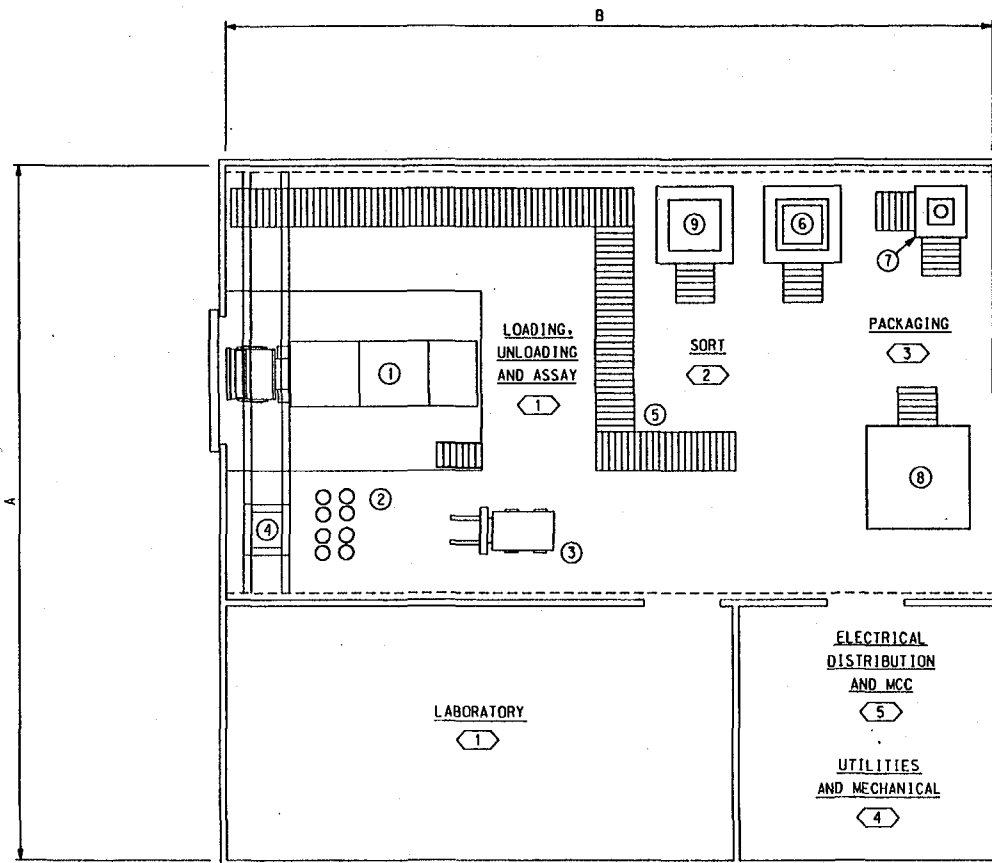 B
A
9
6
7
LOADING,
UNLOADING
AND ASSAY
1
SORT
2
PACKAGING
3
1
5
8
2
4
3
LABORATORY
1
ELECTRICAL
DISTRIBUTION
AND MCC
5
UTILITIES
AND MECHANICAL
4